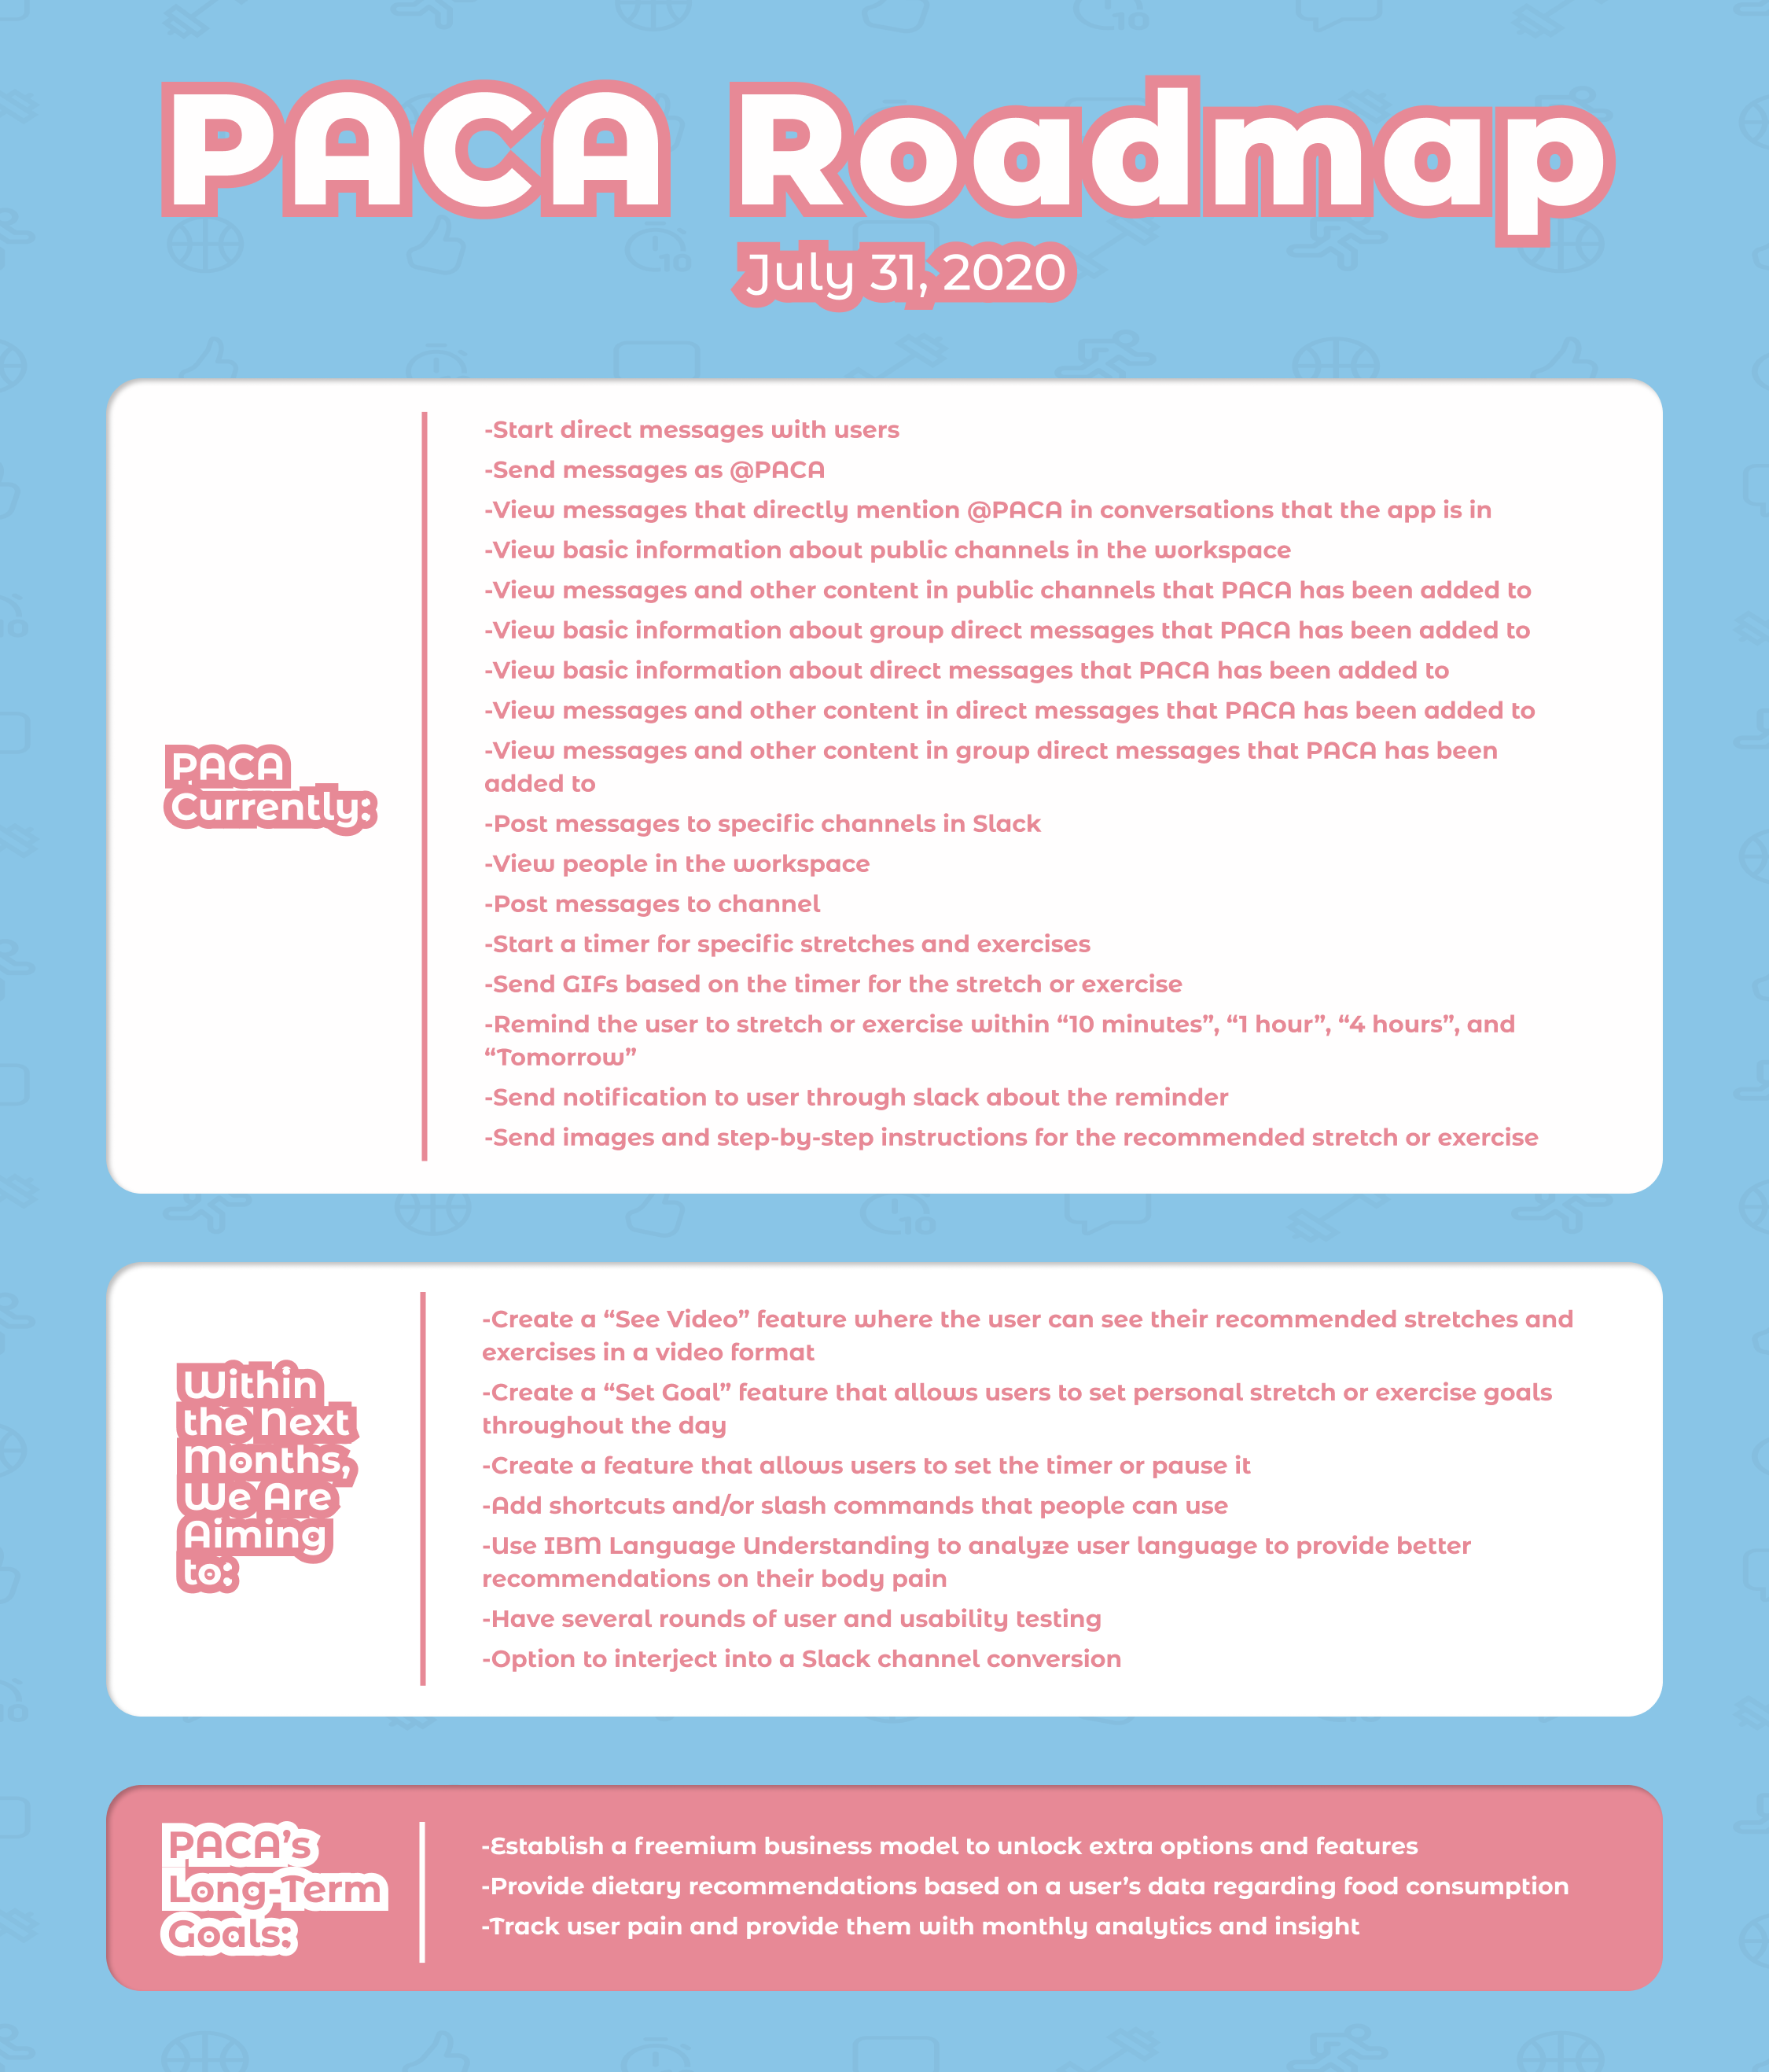 PACA Roadmap
July 31, 2020
PACA
Currently:
-Start direct messages with users
-Send messages as @PACA
-View messages that directly mention @PACA in conversations that the app is in
-View basic information about public channels in the workspace
-View messages and other content in public channels that PACA has been added to
-View basic information about group direct messages that PACA has been added to
-View basic information about direct messages that PACA has been added to
-View messages and other content in direct messages that PACA has been added to
-View messages and other content in group direct messages that PACA has been
added to
-Post messages to specific channels in Slack
-View people in the workspace
-Post messages to channel
-Start a timer for specific stretches and exercises
-Send GIFs based on the timer for the stretch or exercise
-Remind the user to stretch or exercise within “10 minutes”, “1 hour”, “4 hours”, and
“Tomorrow”
-Send notification to user through slack about the reminder
-Send images and step-by-step instructions for the recommended stretch or exercise
Within
the Next
Months,
We Are
Aiming
to:
-Create a “See Video” feature where the user can see their recommended stretches and
exercises in a video format
-Create a “Set Goal” feature that allows users to set personal stretch or exercise goals
throughout the day
-Create a feature that allows users to set the timer or pause it
-Add shortcuts and/or slash commands that people can use
-Use IBM Language Understanding to analyze user language to provide better
recommendations on their body pain
-Have several rounds of user and usability testing
-Option to interject into a Slack channel conversion
PACA’s
Long-Term
Goals:
-Establish a freemium business model to unlock extra options and features
-Provide dietary recommendations based on a user’s data regarding food consumption
-Track user pain and provide them with monthly analytics and insight